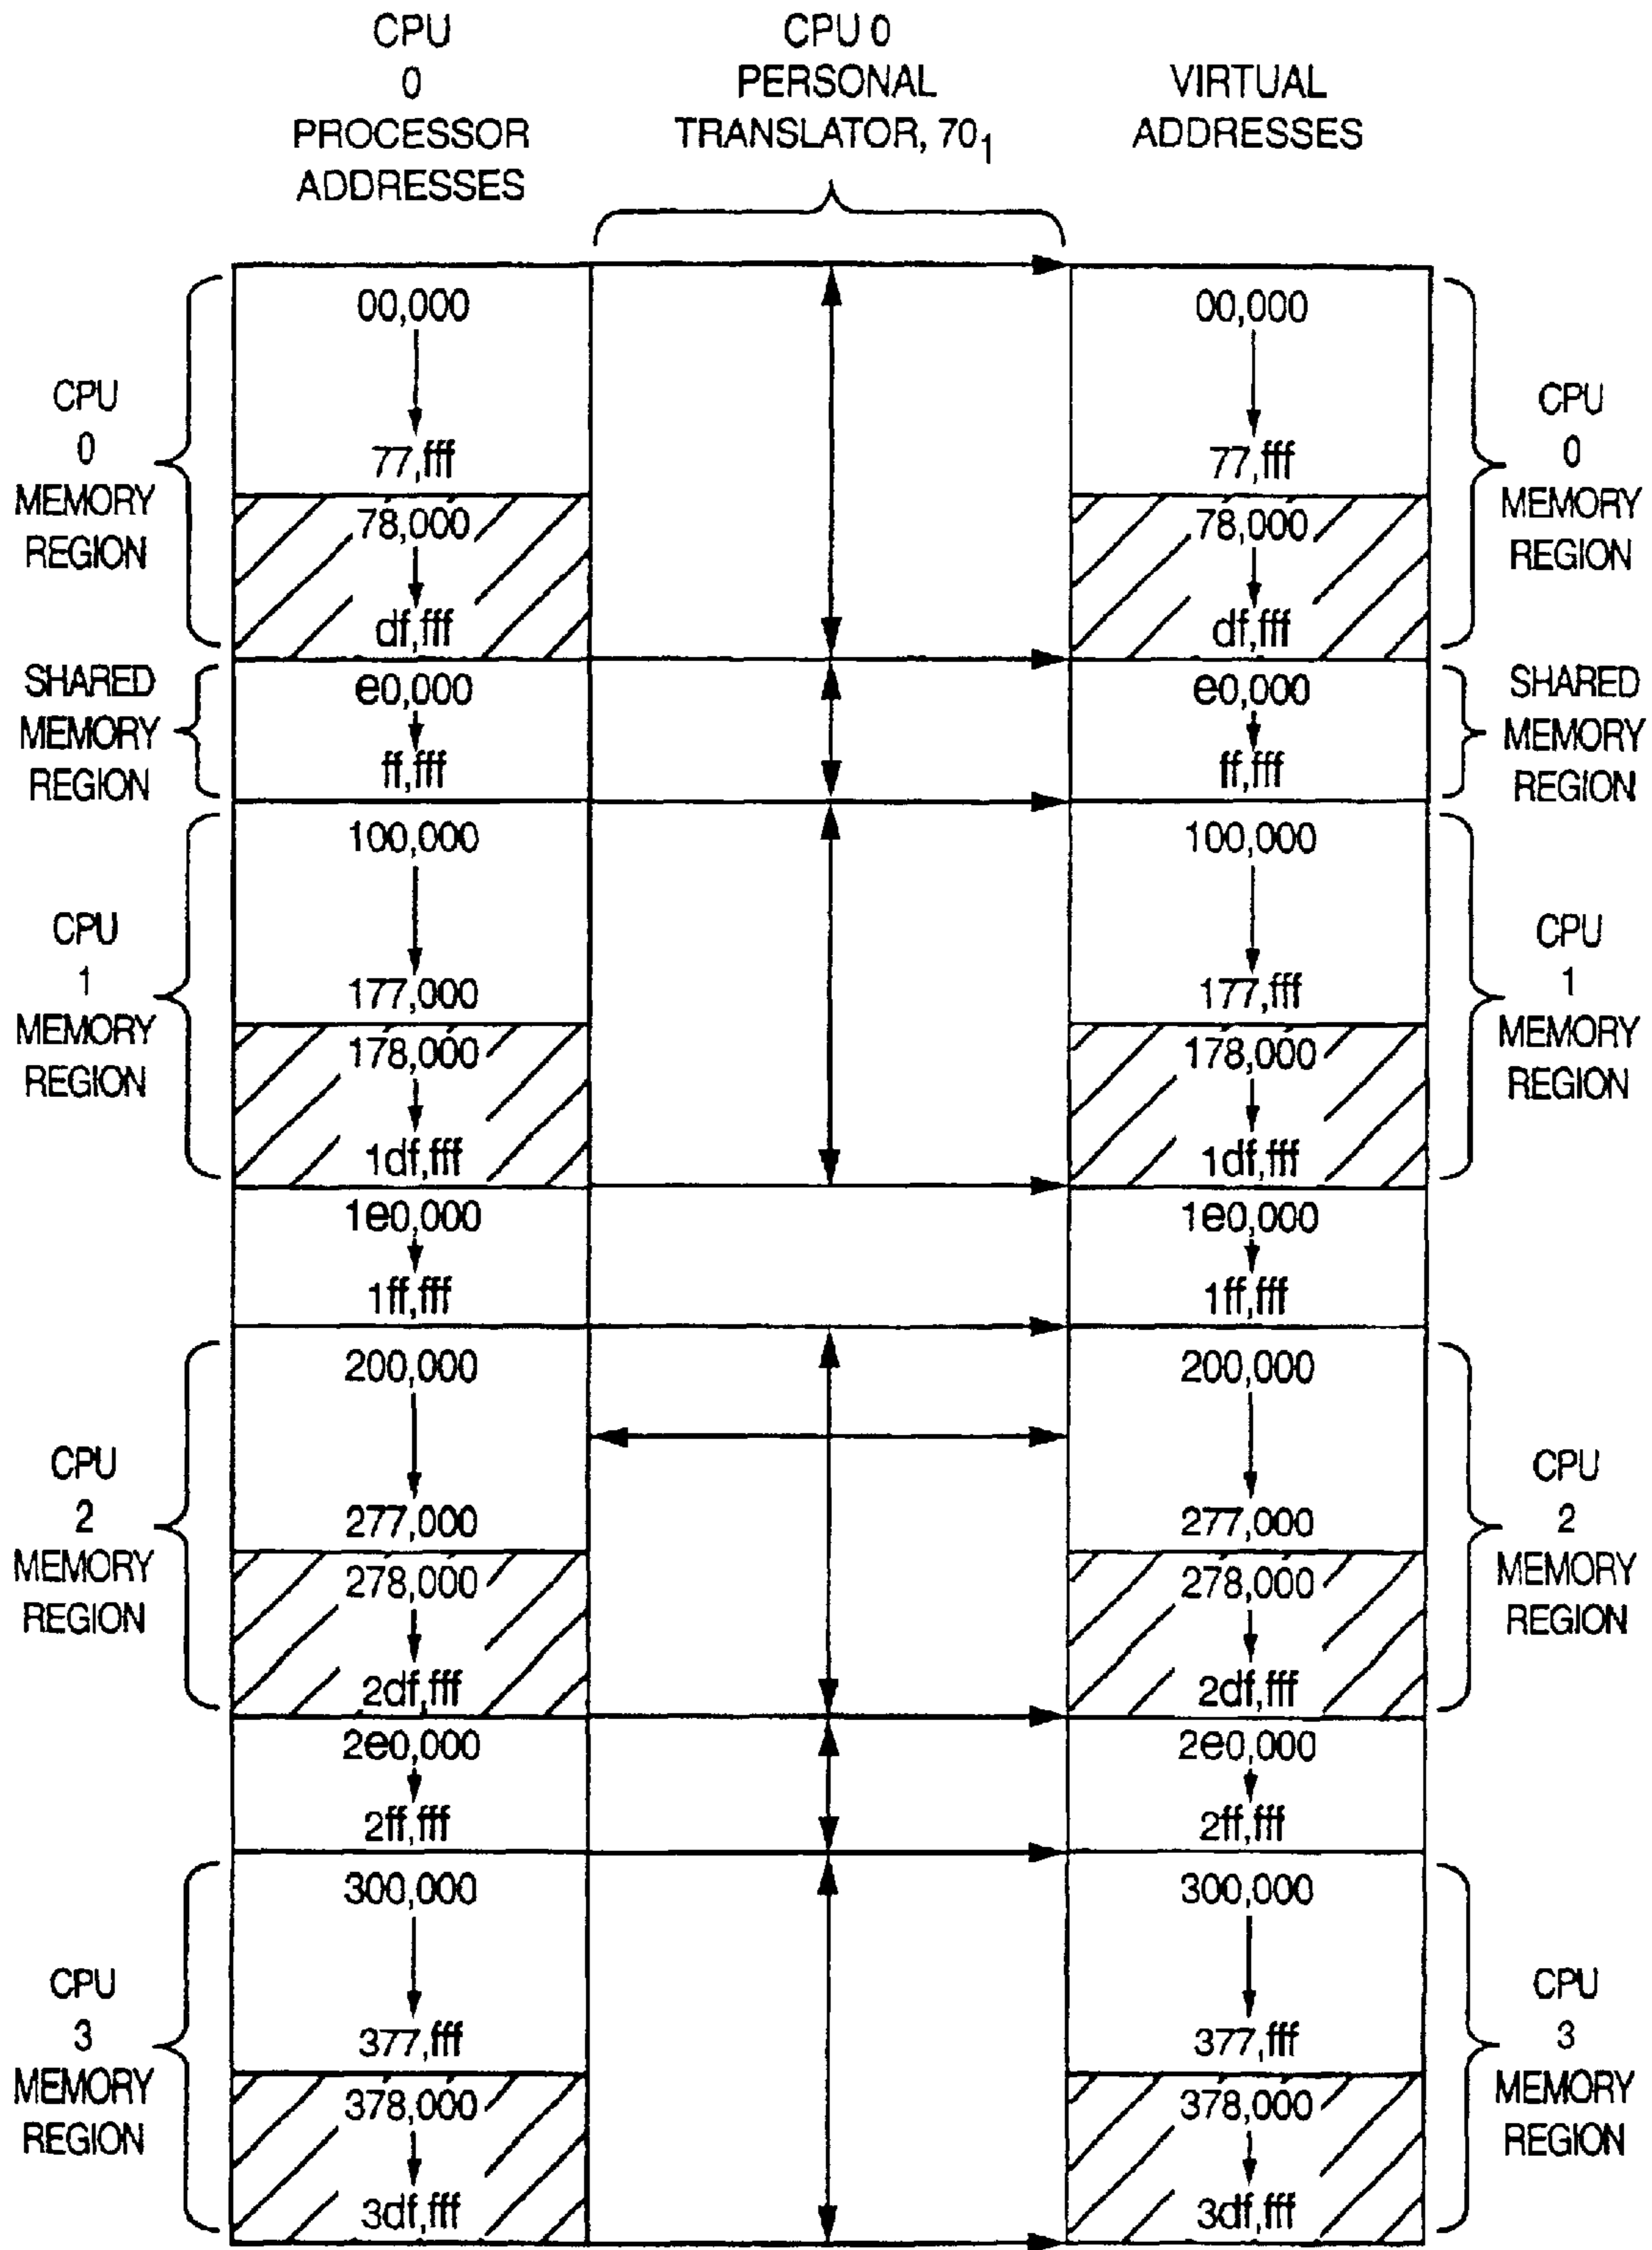 CPU
0
PROCESSOR
ADDRESSES
CPU 0
PERSONAL
TRANSLATOR, 70₁
VIRTUAL
ADDRESSES
CPU
0
MEMORY
REGION
00,000
77,fff
78,000
df,fff
00,000
77,fff
78,000
df,fff
CPU
0
MEMORY
REGION
SHARED
MEMORY
REGION
e0,000
ff,fff
e0,000
ff,fff
SHARED
MEMORY
REGION
CPU
1
MEMORY
REGION
100,000
177,000
178,000
1df,fff
100,000
177,fff
178,000
1df,fff
CPU
1
MEMORY
REGION
1e0,000
1ff,fff
1e0,000
1ff,fff
CPU
2
MEMORY
REGION
200,000
277,000
278,000
2df,fff
200,000
277,000
278,000
2df,fff
CPU
2
MEMORY
REGION
2e0,000
2ff,fff
2e0,000
2ff,fff
CPU
3
MEMORY
REGION
300,000
377,fff
378,000
3df,fff
300,000
377,fff
378,000
3df,fff
CPU
3
MEMORY
REGION